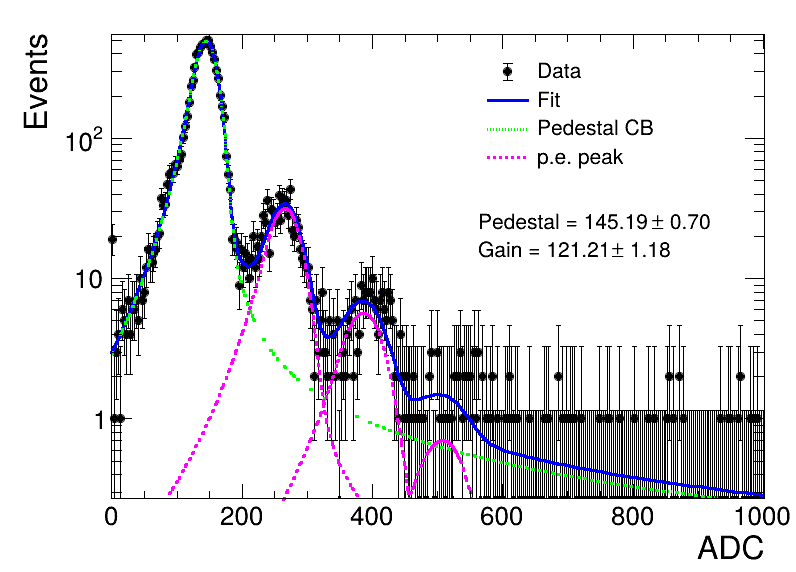 Events
10²
10
1
Data
Fit
Pedestal CB
p.e. peak
Pedestal = 145.19 ± 0.70
Gain = 121.21 ± 1.18
0 200 400 600 800 1000
ADC